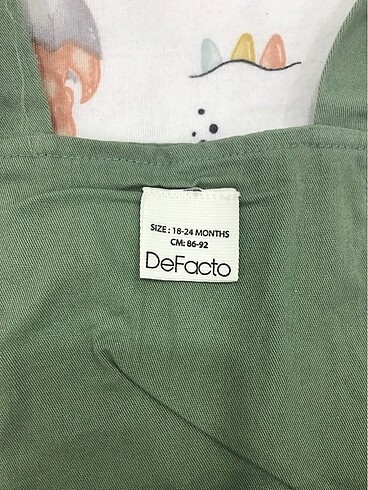 SIZE : 18-24 MONTHS
CM: 86-92
DeFacto